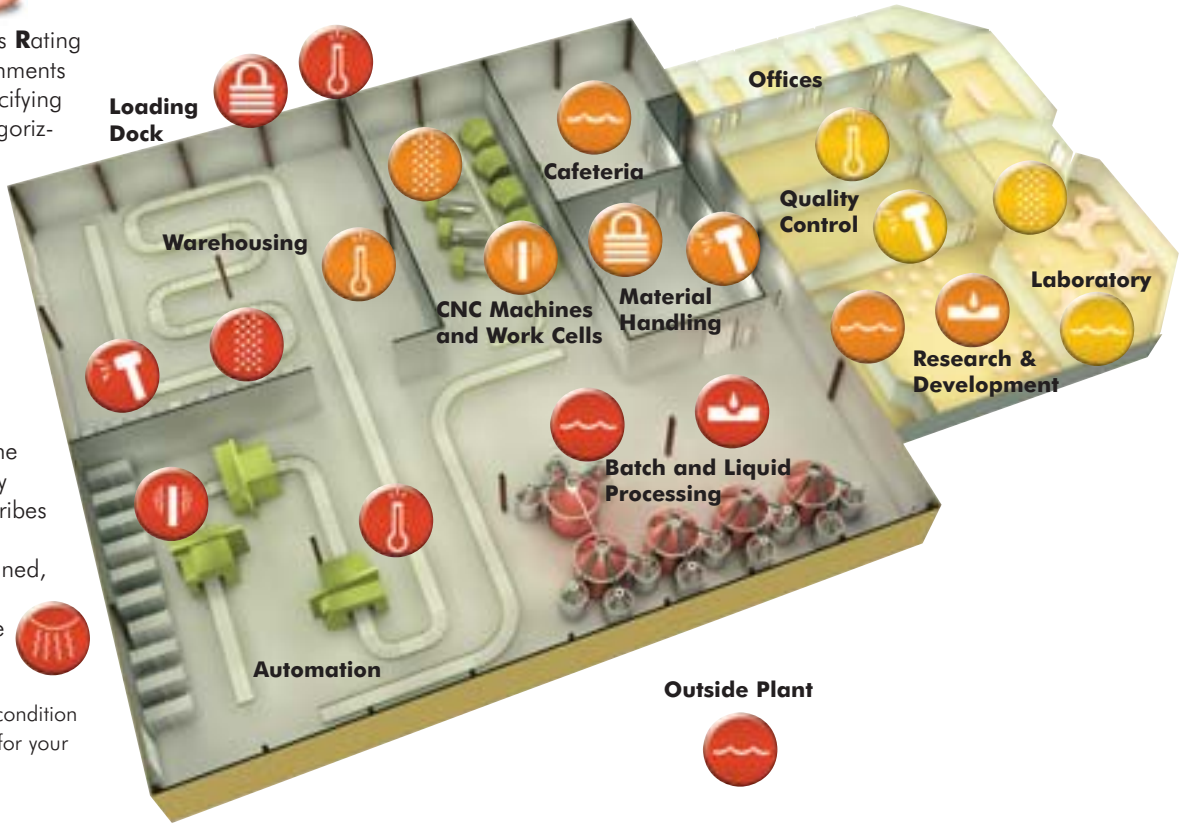 s Rating
nments
cifying
goriz-
ne
y
ribes
ned,
e
condition
for your
Loading
Dock
Offices
Cafeteria
Quality
Control
Warehousing
Laboratory
CNC Machines
and Work Cells
Material
Handling
Research &
Development
Batch and Liquid
Processing
Automation
Outside Plant